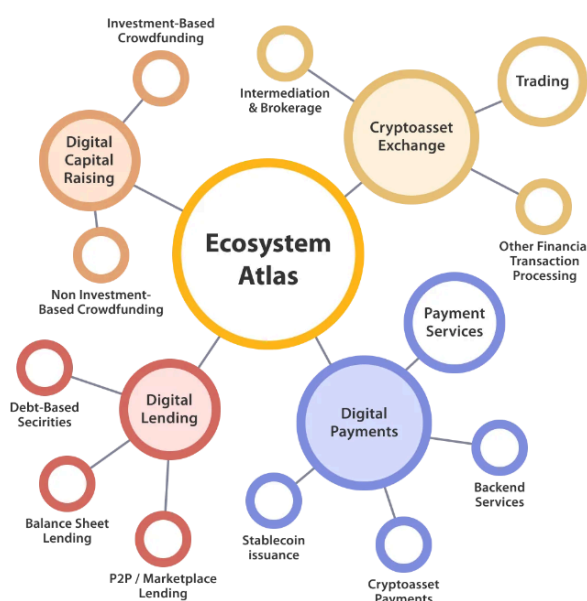 Investment-Based
Crowdfunding
Digital
Capital
Raising
Non Investment-
Based Crowdfunding
Intermediation
& Brokerage
Cryptoasset
Exchange
Trading
Other Financial
Transaction
Processing
Ecosystem
Atlas
Payment
Services
Digital
Payments
Backend
Services
Stablecoin
issuance
Cryptoasset
Payments
Debt-Based
Secirities
Digital
Lending
Balance Sheet
Lending
P2P / Marketplace
Lending